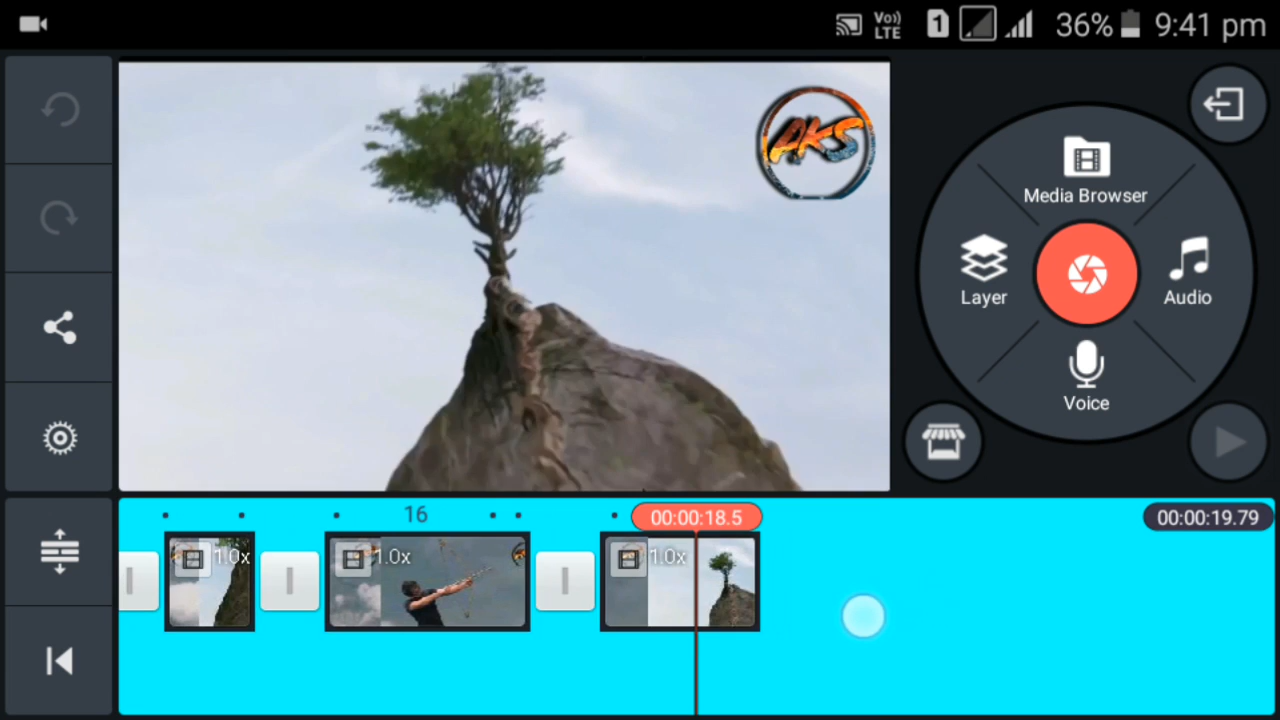 Vo)) LTE 1 36% 9:41 pm
AKS
Media Browser
Layer
Audio
Voice
16
00:00:18.5
00:00:19.79
1.0x
1.0x
1.0x